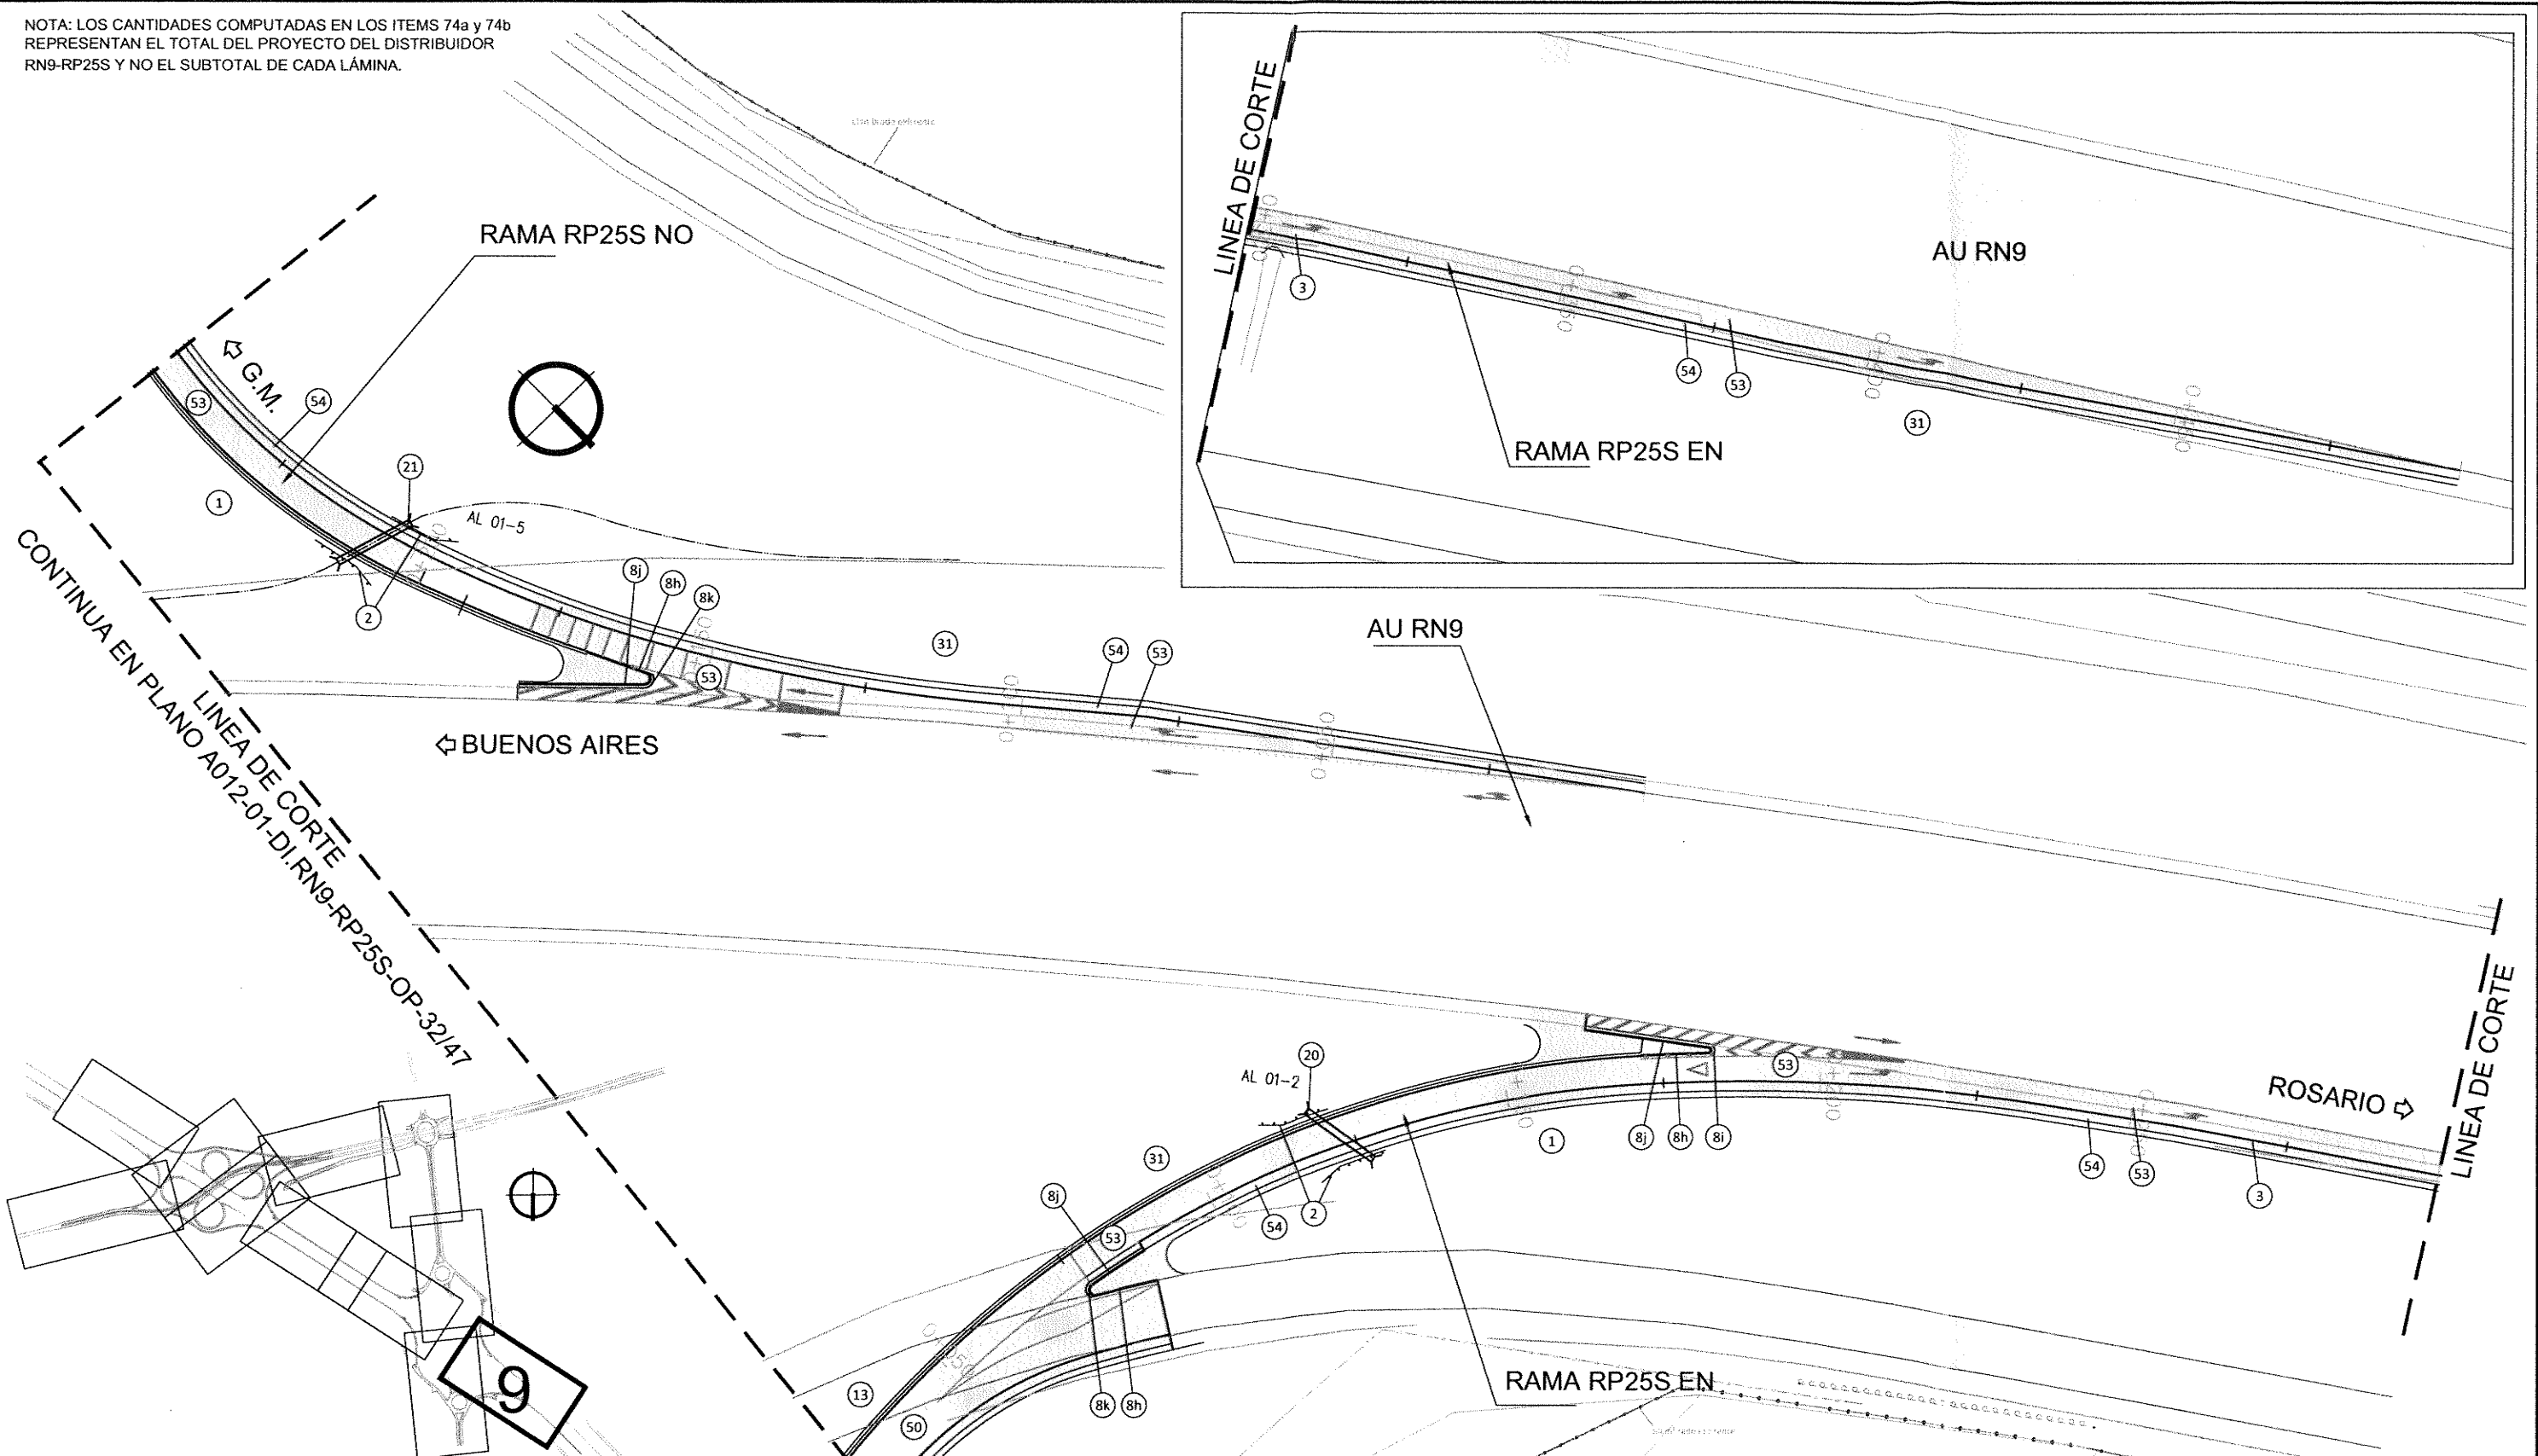 NOTA: LOS CANTIDADES COMPUTADAS EN LOS ITEMS 74a y 74b
REPRESENTAN EL TOTAL DEL PROYECTO DEL DISTRIBUIDOR
RN9-RP25S Y NO EL SUBTOTAL DE CADA LÁMINA.
LINEA DE CORTE
AU RN9
3
54
53
31
RAMA RP25S EN
RAMA RP25S NO
G.M.
53
54
21
1
AL 01-5
2
8j
8h
8k
53
31
54
53
AU RN9
BUENOS AIRES
CONTINUA EN PLANO A012-01-DI.RN9-RP25S-OP-32/47
LINEA DE CORTE
20
AL 01-2
53
ROSARIO
LINEA DE CORTE
8j
8h
8i
1
54
53
3
31
8j
2
54
53
RAMA RP25S EN
13
50
8k
8h
9